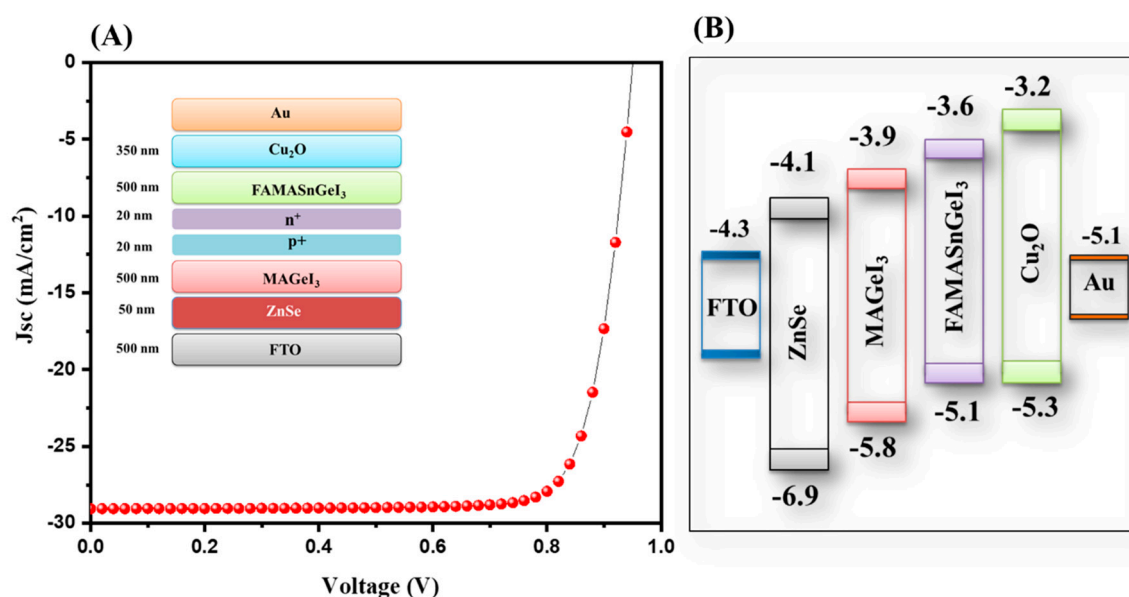 (A)
0
-5
-10
-15
-20
-25
-30
Jsc (mA/cm²)
0.0 0.2 0.4 0.6 0.8 1.0
Voltage (V)
Au
350 nm Cu₂O
500 nm FAMASnGeI₃
20 nm n⁺
20 nm p+
500 nm MAGeI₃
50 nm ZnSe
500 nm FTO
(B)
-4.3
FTO
-4.1
ZnSe
-6.9
-3.9
MAGeI₃
-5.8
-3.6
FAMASnGeI₃
-5.1
-3.2
Cu₂O
-5.3
-5.1
Au